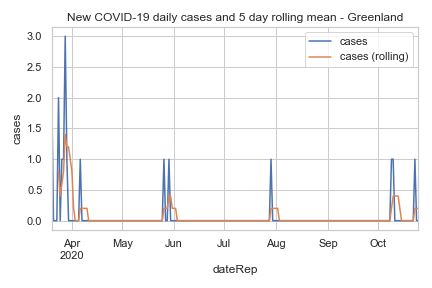 New COVID-19 daily cases and 5 day rolling mean - Greenland
cases
cases (rolling)
3.0
2.5
2.0
1.5
1.0
0.5
0.0
cases
Apr May Jun Jul Aug Sep Oct
2020
dateRep